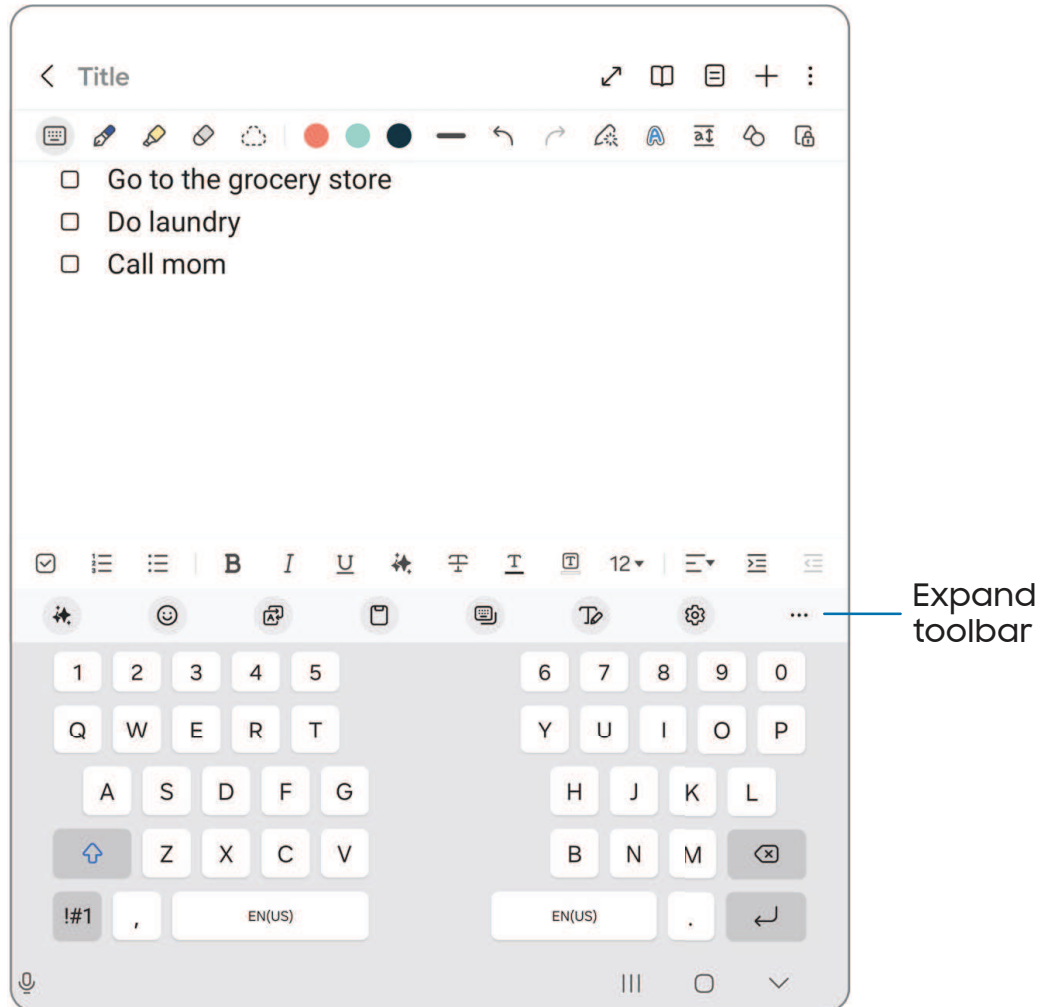 Title
Go to the grocery store
Do laundry
Call mom
B I U T T T 12
Expand
toolbar
1 2 3 4 5 6 7 8 9 0
Q W E R T Y U I O P
A S D F G H J K L
Z X C V B N M
!#1 , EN(US) EN(US) .